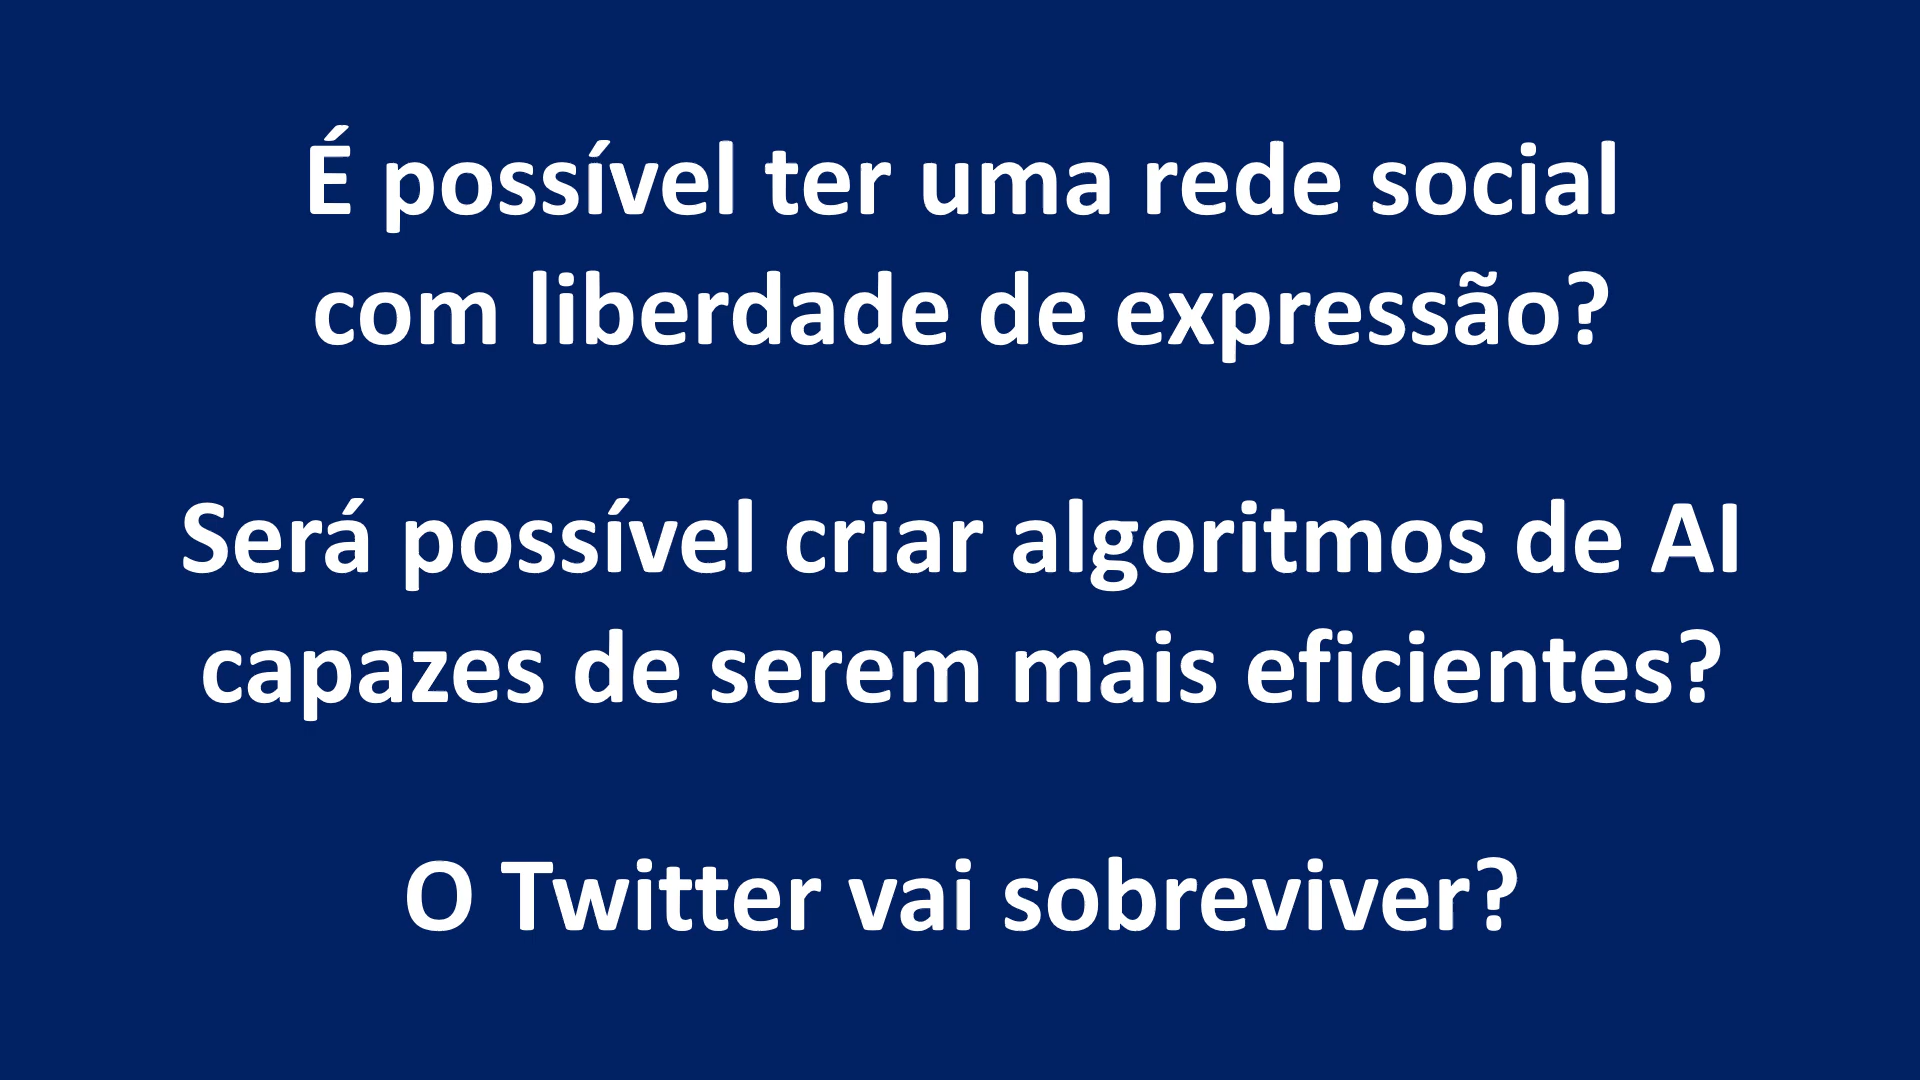 É possível ter uma rede social
com liberdade de expressão?
Será possível criar algoritmos de AI
capazes de serem mais eficientes?
O Twitter vai sobreviver?